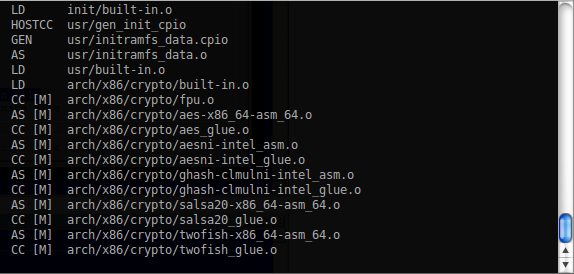 LD      init/built-in.o
HOSTCC  usr/gen_init_cpio
GEN     usr/initramfs_data.cpio
AS      usr/initramfs_data.o
LD      usr/built-in.o
LD      arch/x86/crypto/built-in.o
CC [M]  arch/x86/crypto/fpu.o
AS [M]  arch/x86/crypto/aes-x86_64-asm_64.o
CC [M]  arch/x86/crypto/aes_glue.o
AS [M]  arch/x86/crypto/aesni-intel_asm.o
CC [M]  arch/x86/crypto/aesni-intel_glue.o
AS [M]  arch/x86/crypto/ghash-clmulni-intel_asm.o
CC [M]  arch/x86/crypto/ghash-clmulni-intel_glue.o
AS [M]  arch/x86/crypto/salsa20-x86_64-asm_64.o
CC [M]  arch/x86/crypto/salsa20_glue.o
AS [M]  arch/x86/crypto/twofish-x86_64-asm_64.o
CC [M]  arch/x86/crypto/twofish_glue.o